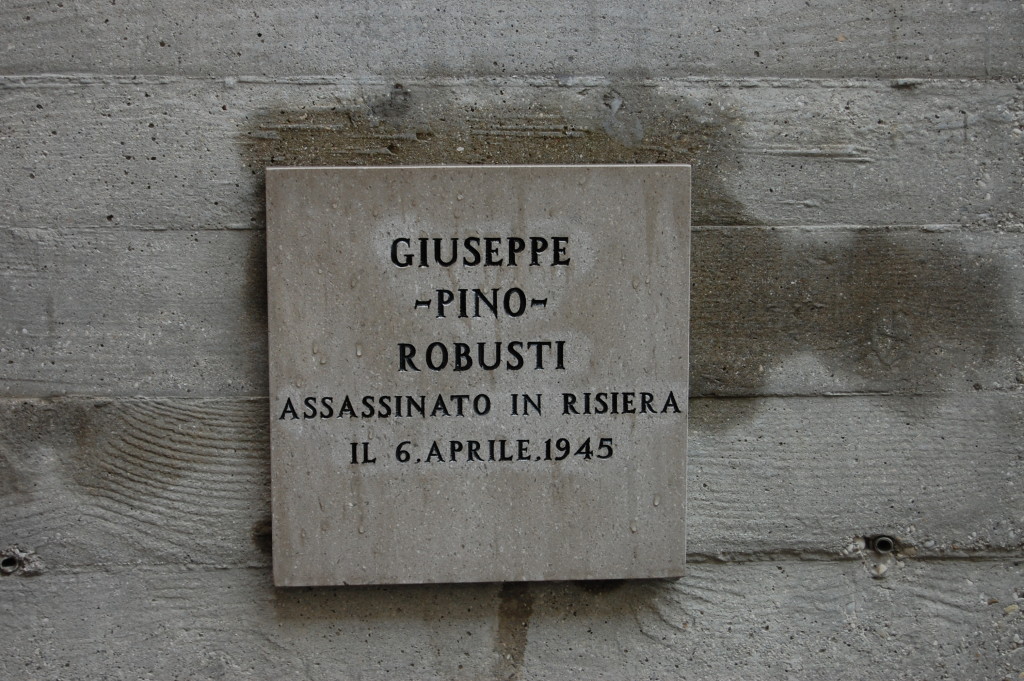 GIUSEPPE
-PINO-
ROBUSTI
ASSASSINATO IN RISIERA
IL 6.APRILE.1945